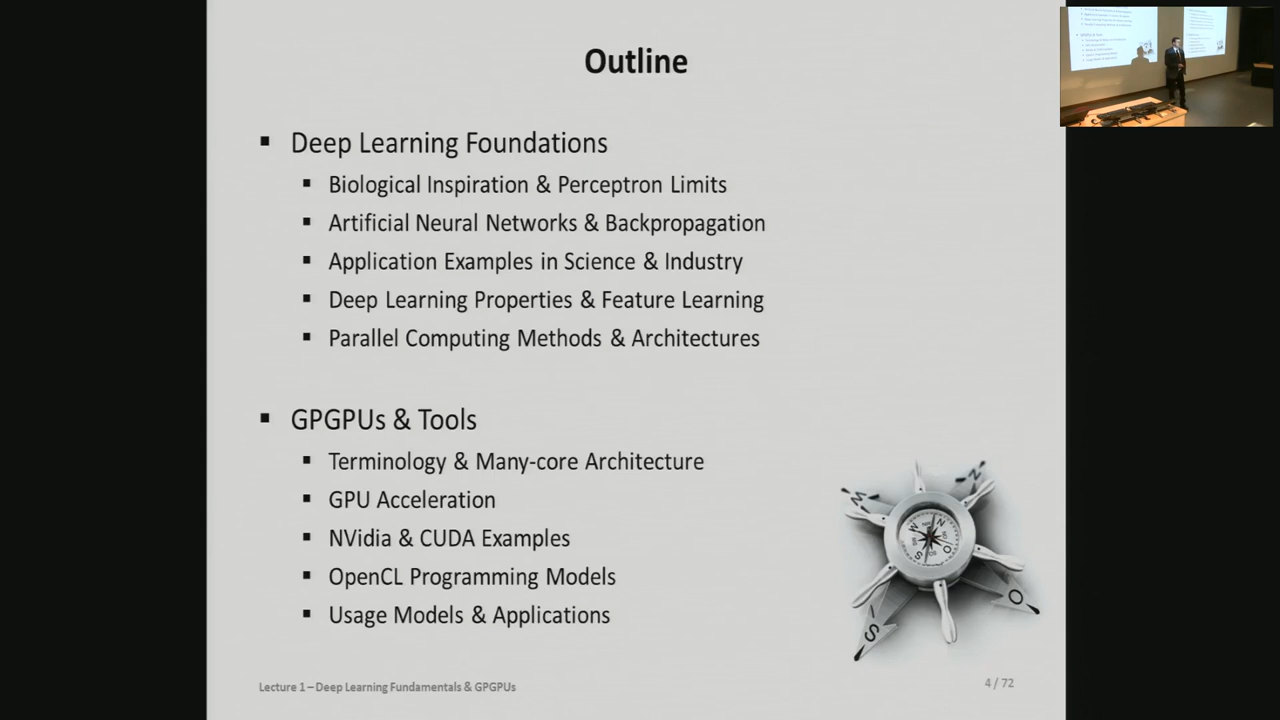 Outline
▪ Deep Learning Foundations
▪ Biological Inspiration & Perceptron Limits
▪ Artificial Neural Networks & Backpropagation
▪ Application Examples in Science & Industry
▪ Deep Learning Properties & Feature Learning
▪ Parallel Computing Methods & Architectures
▪ GPGPUs & Tools
▪ Terminology & Many-core Architecture
▪ GPU Acceleration
▪ NVidia & CUDA Examples
▪ OpenCL Programming Models
▪ Usage Models & Applications
W
N
O
S
N
O
S
W
Lecture 1 – Deep Learning Fundamentals & GPGPUs
4 / 72